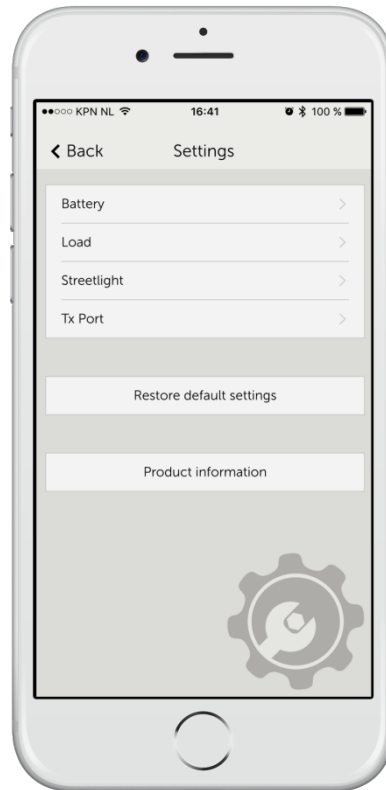 KPN NL 16:41 100 %
Back Settings
Battery
Load
Streetlight
Tx Port
Restore default settings
Product information